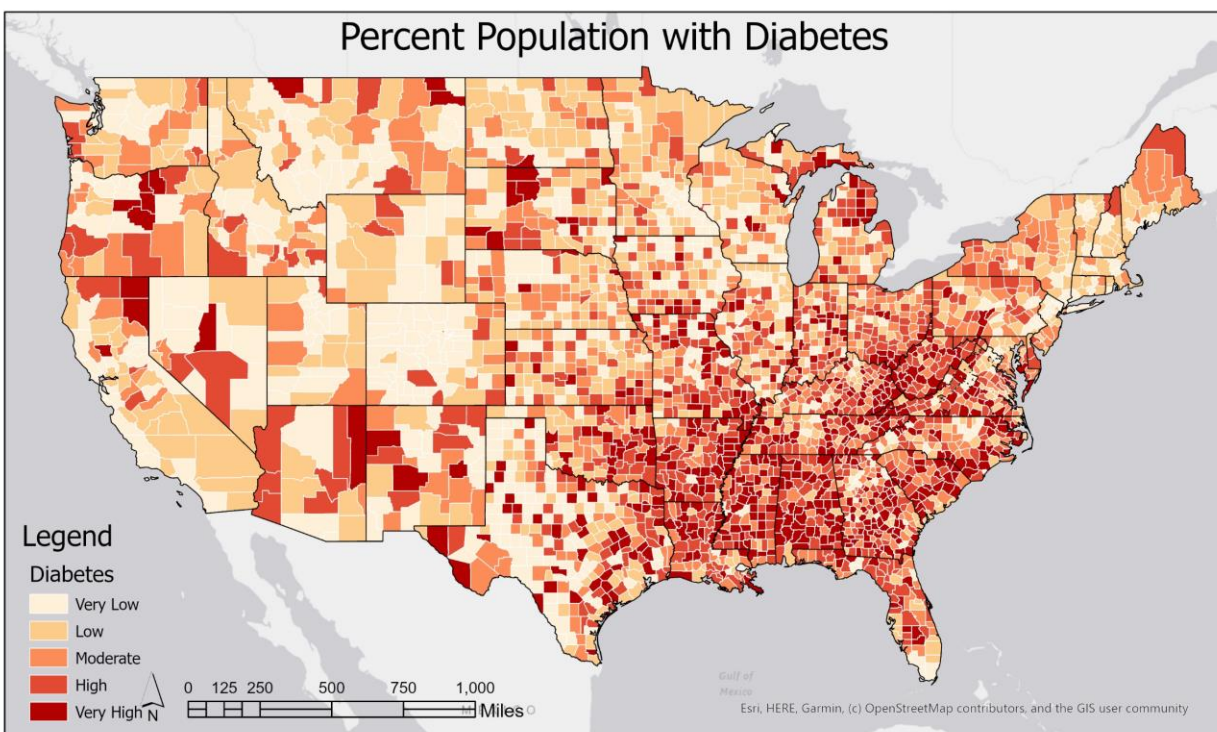 Percent Population with Diabetes
Legend
Diabetes
Very Low
Low
Moderate
High
Very High
N
0 125 250 500 750 1,000
Miles
M O
Gulf of
Mexico
Esri, HERE, Garmin, (c) OpenStreetMap contributors, and the GIS user community